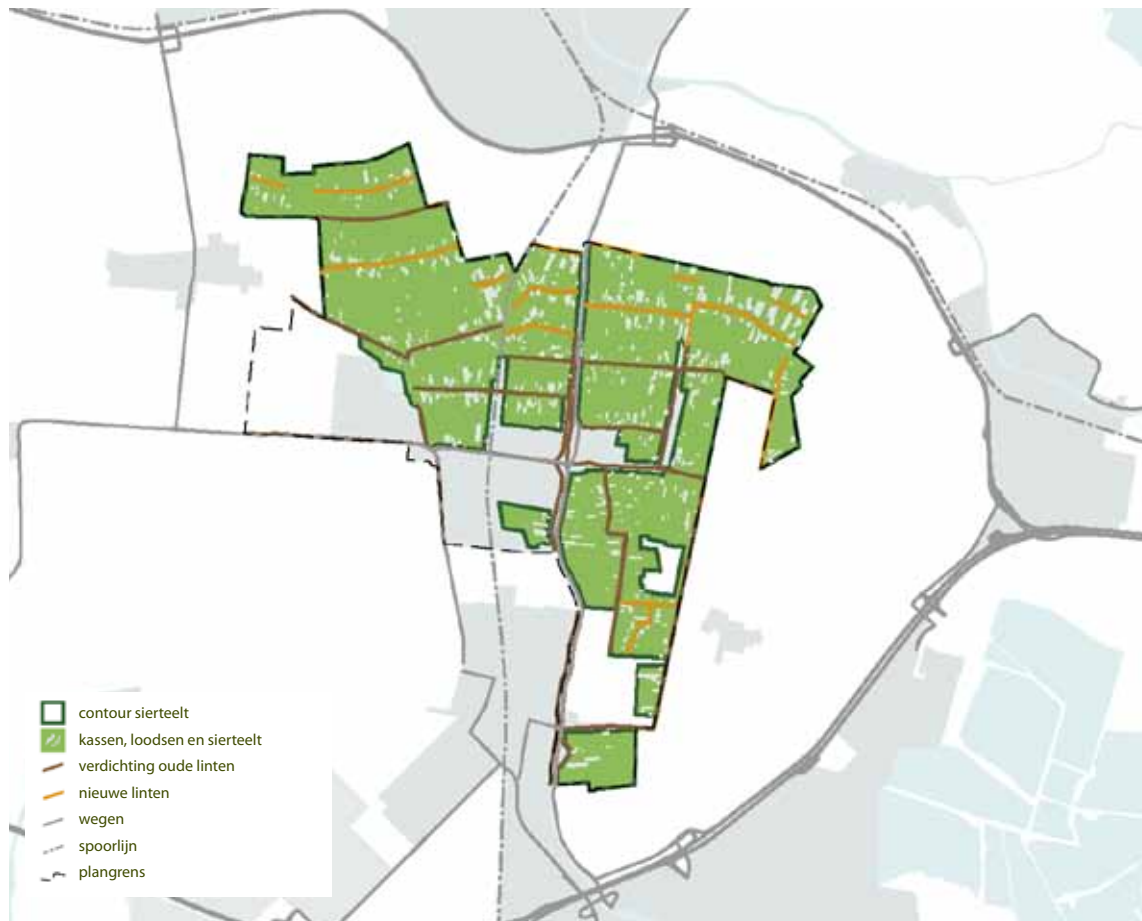 contour sierteelt
kassen, loodsen en sierteelt
verdichting oude linten
nieuwe linten
wegen
spoorlijn
plangrens